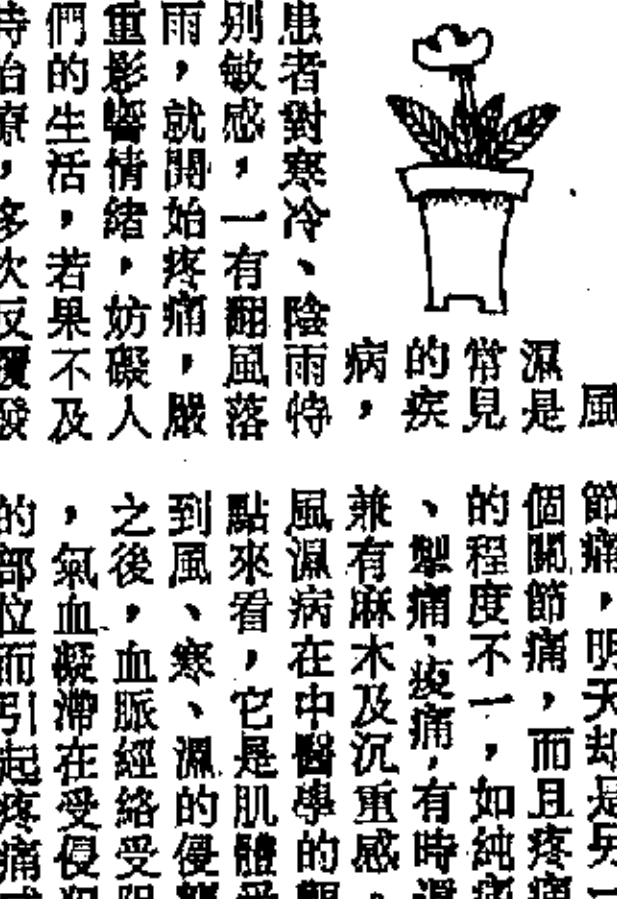 風
濕是
常見
的疾
病，
患者對寒冷、陰雨特
別敏感，一有翻風落
雨，就開始疼痛，嚴
重影響情緒，妨礙人
們的生活，若果不及
時治療，多次反覆發
節痛，明天却是另一
個關節痛，而且疼痛
的程度不一，如純痛
、掣痛、痠痛，有時還
兼有麻木及沉重感。
風濕病在中醫學的觀
點來看，它是肌體受
到風、寒、濕的侵襲
之後，血脈經絡受阻
，氣血凝滯在受侵犯
的部位而引起疼痛